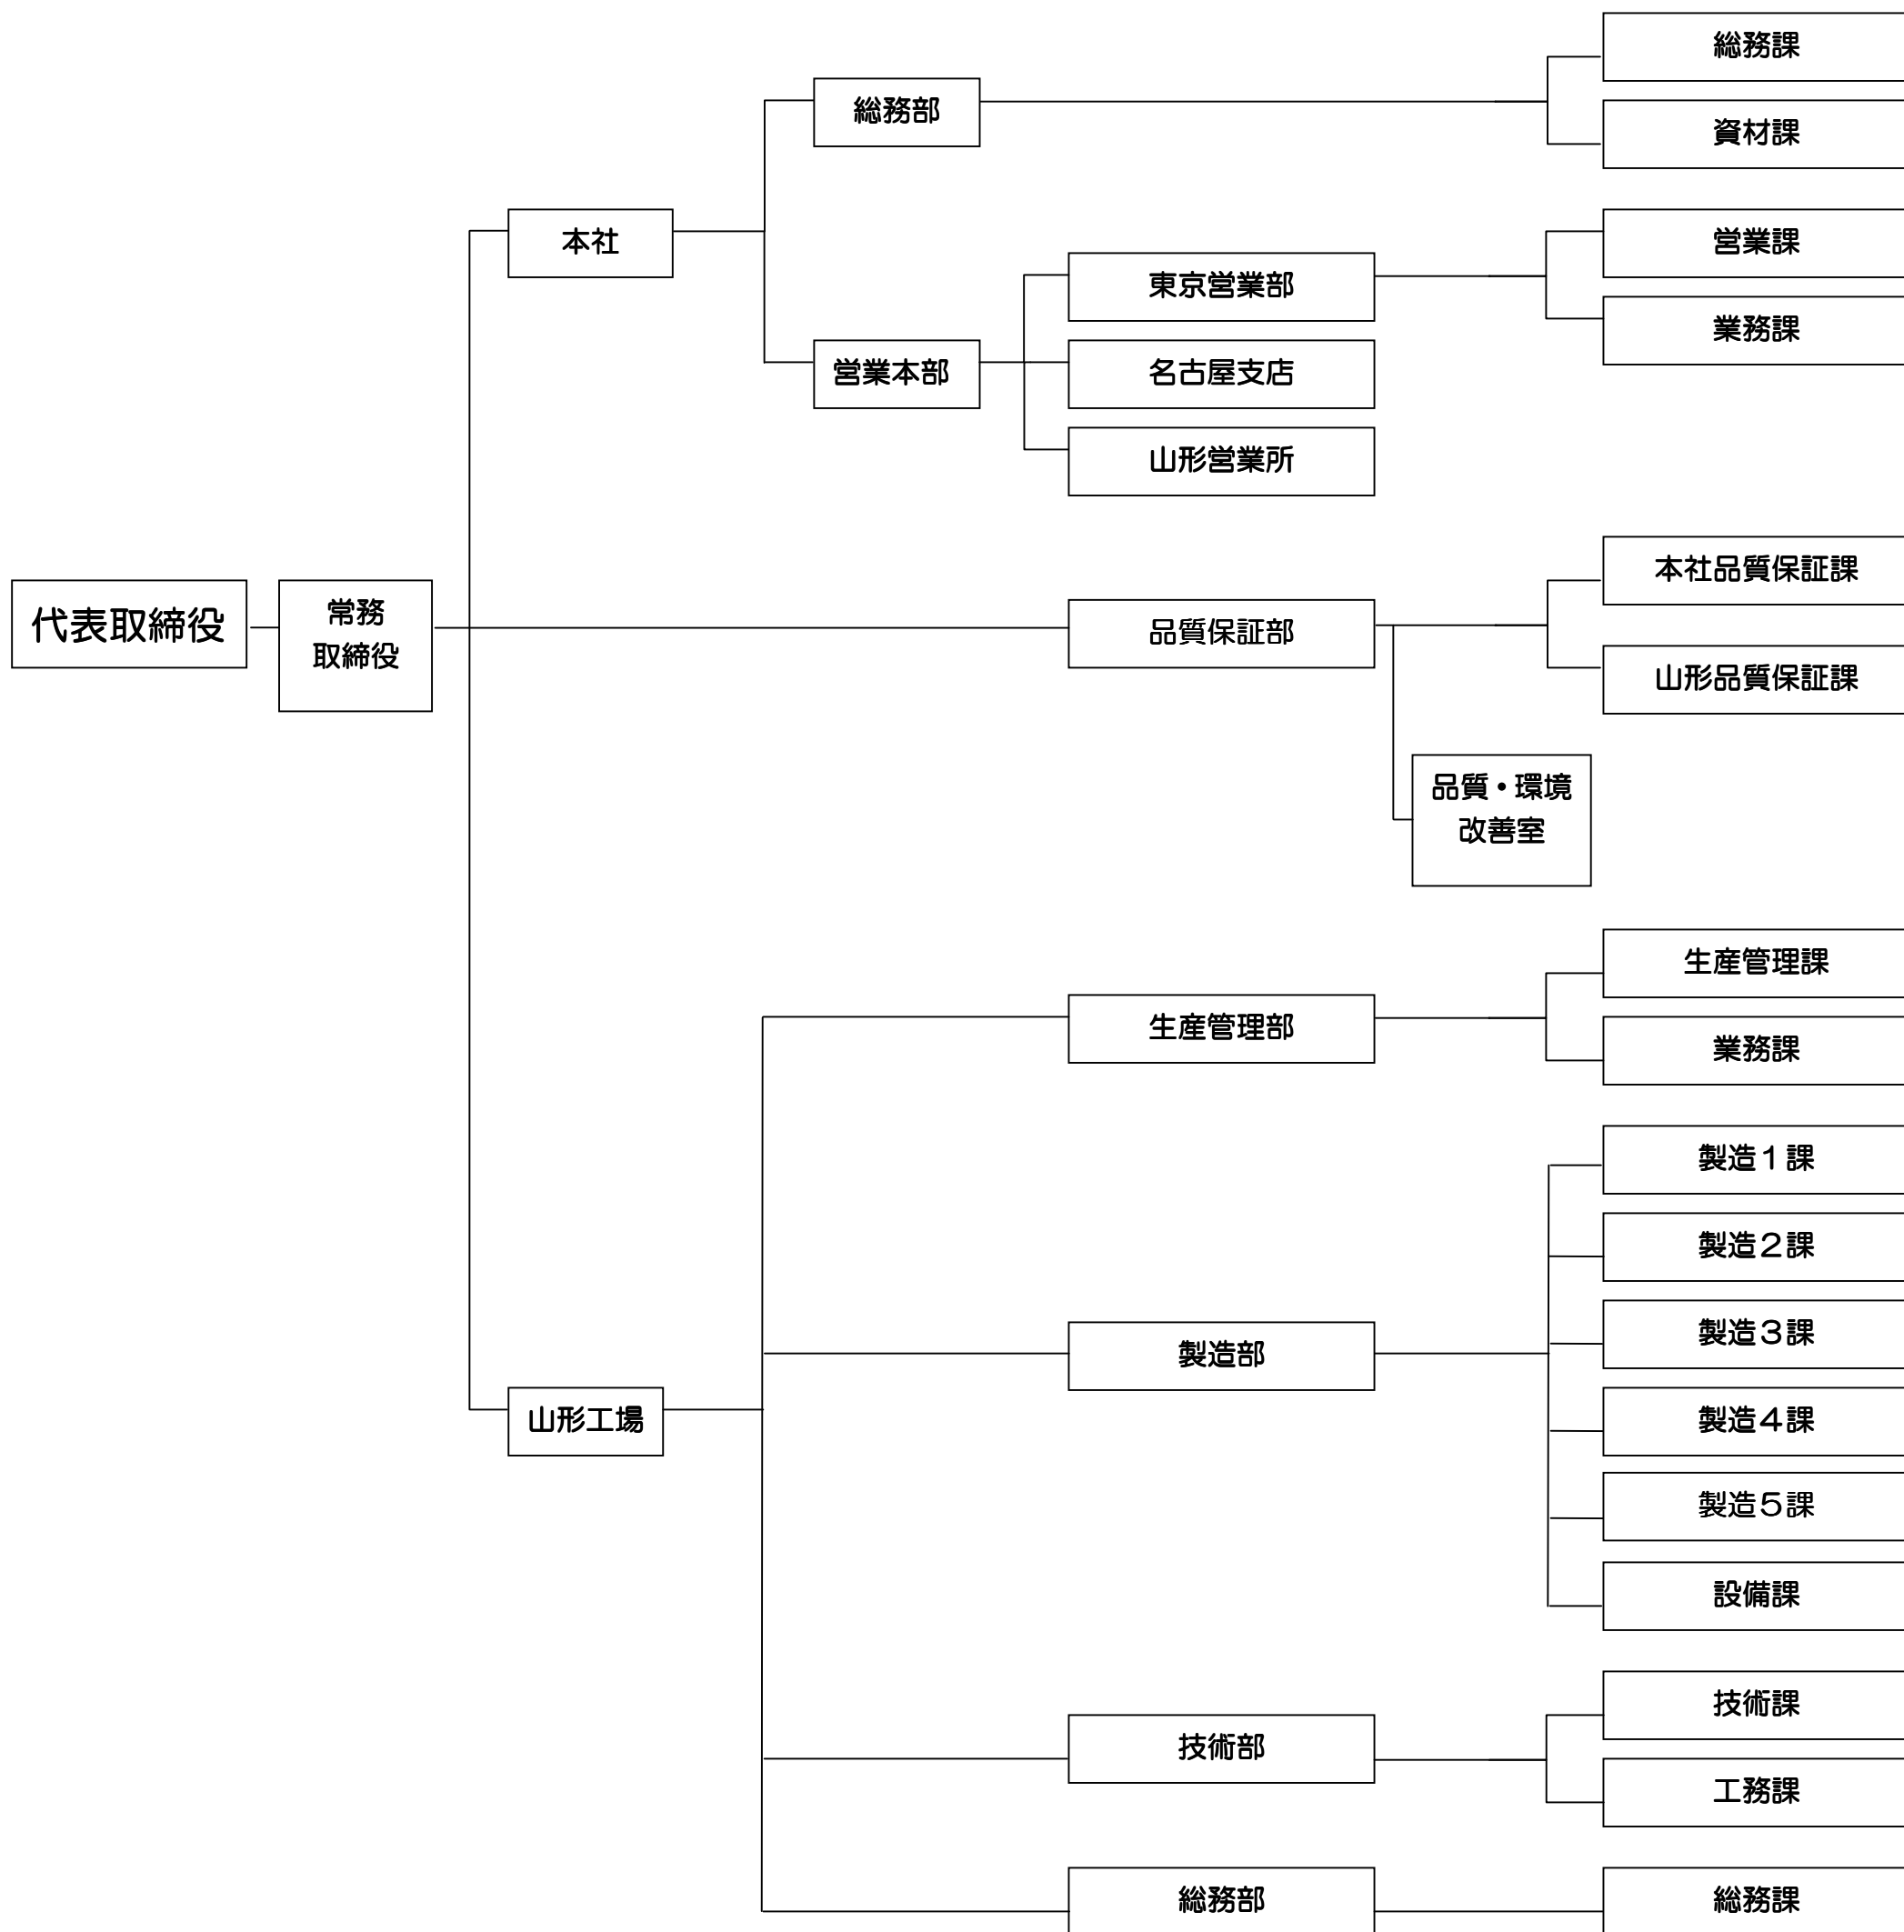 総務課
総務部
資材課
本社
営業課
東京営業部
業務課
営業本部
名古屋支店
山形営業所
本社品質保証課
代表取締役
常務
取締役
品質保証部
山形品質保証課
品質・環境
改善室
生産管理課
生産管理部
業務課
製造１課
製造２課
製造３課
製造部
製造４課
山形工場
製造５課
設備課
技術課
技術部
工務課
総務部
総務課